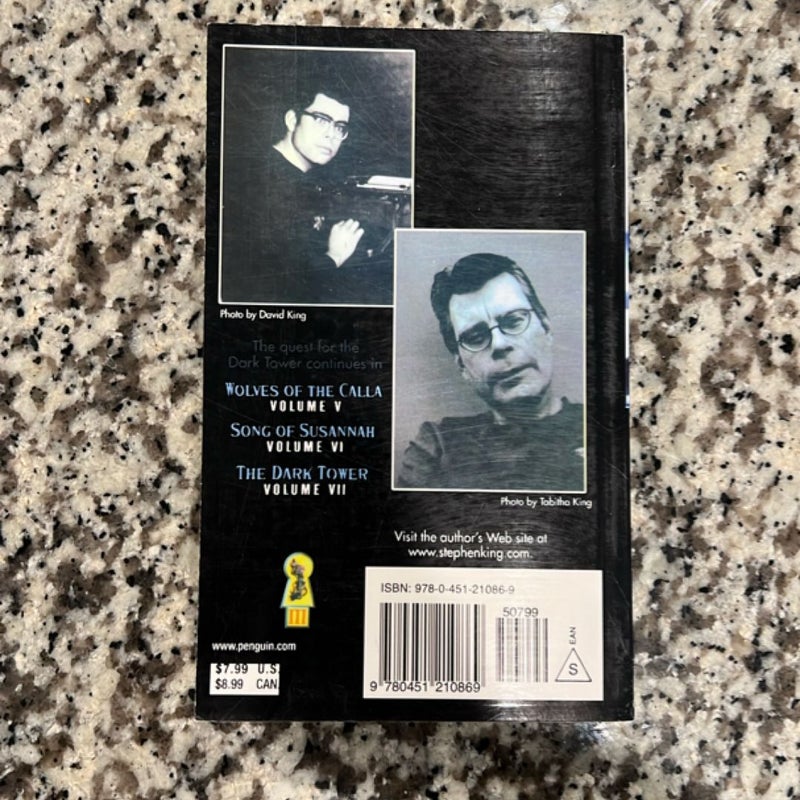 Photo by David King
The quest for the
Dark Tower continues in
WOLVES OF THE CALLA
VOLUME V
SONG OF SUSANNAH
VOLUME VI
THE DARK TOWER
VOLUME VII
Photo by Tabitha King
Visit the author's Web site at
www.stephenking.com.
III
www.penguin.com
$7.99 U.S
$8.99 CAN
ISBN: 978-0-451-21086-9
50799
9 780451 210869
S
EAN